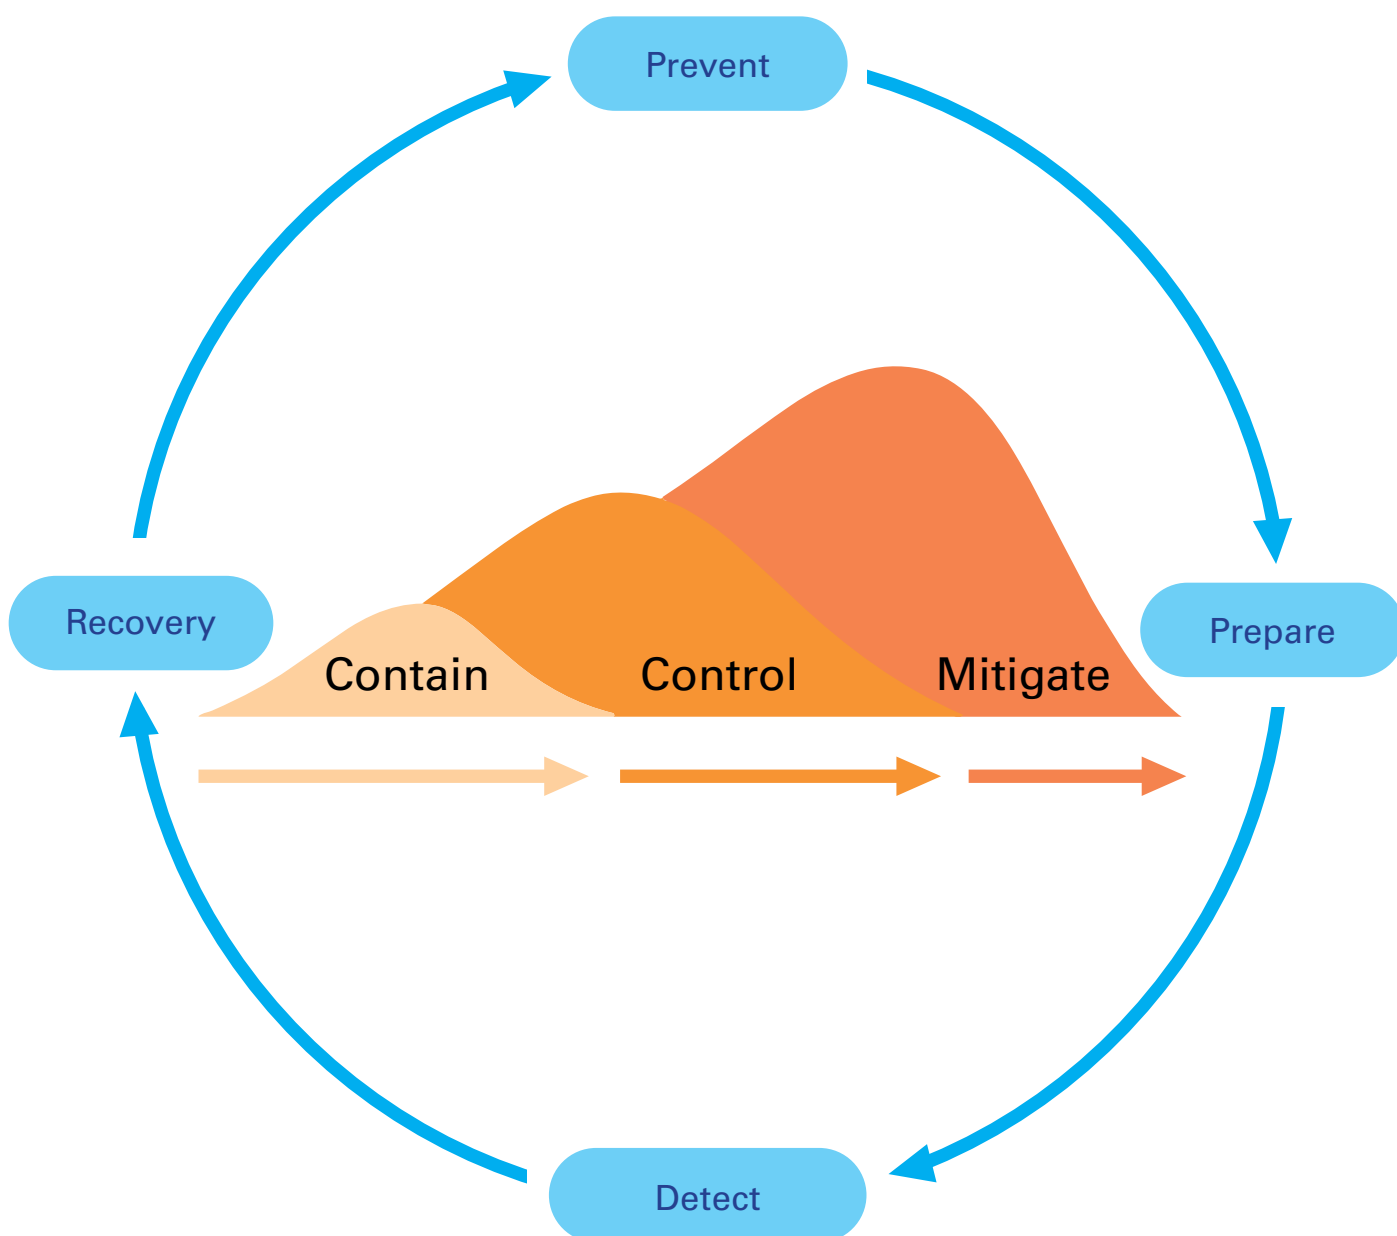 Prevent
Recovery
Prepare
Contain
Control
Mitigate
Detect